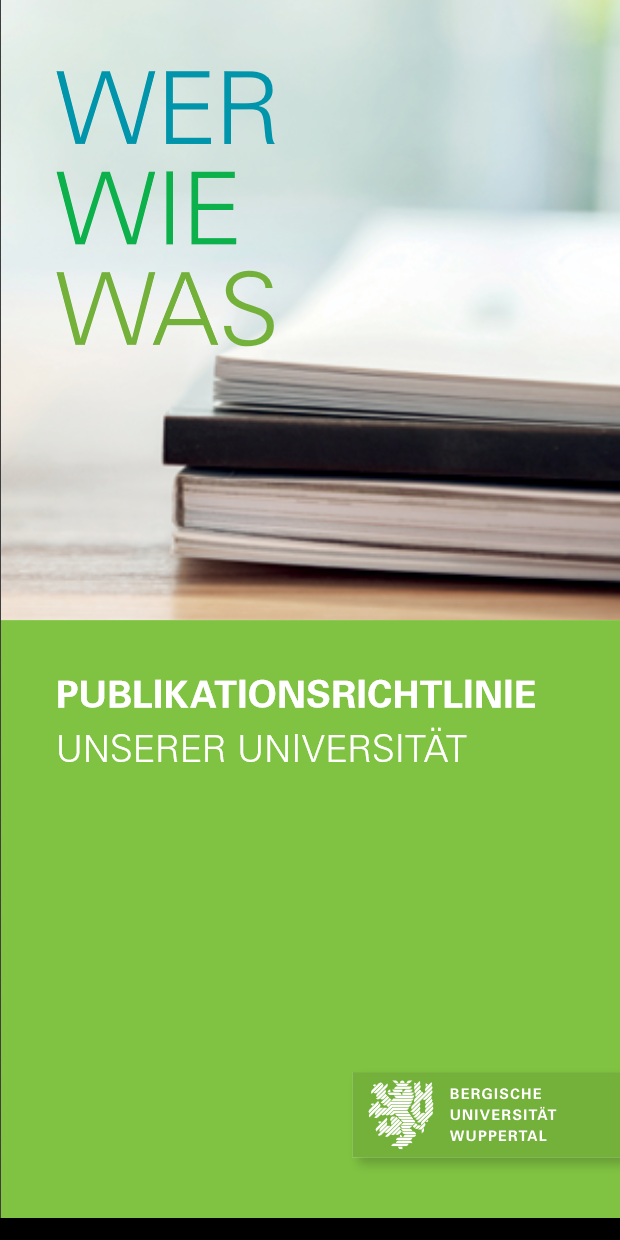 WER
WIE
WAS
PUBLIKATIONSRICHTLINIE
UNSERER UNIVERSITÄT
BERGISCHE
UNIVERSITÄT
WUPPERTAL